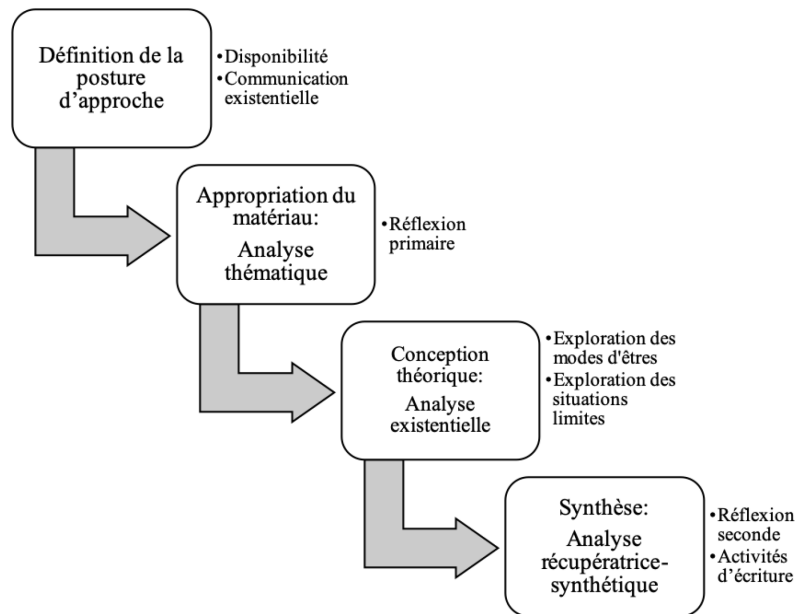 Définition de la
posture
d'approche
•Disponibilité
•Communication
existentielle
Appropriation du
matériau:
Analyse
thématique
•Réflexion
primaire
Conception
théorique:
Analyse
existentielle
•Exploration des
modes d'êtres
•Exploration des
situations
limites
Synthèse:
Analyse
récupératrice-
synthétique
•Réflexion
seconde
•Activités
d'écriture